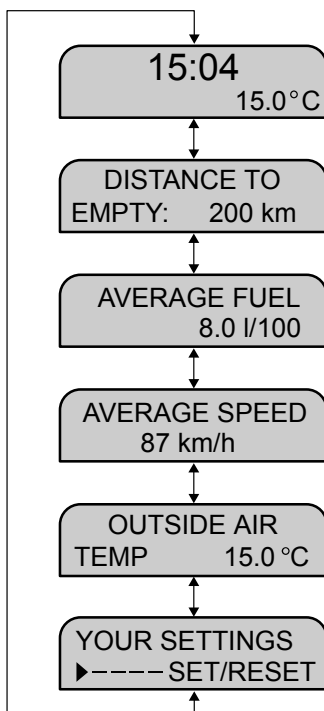 15:04
15.0°C
DISTANCE TO
EMPTY: 200 km
AVERAGE FUEL
8.0 l/100
AVERAGE SPEED
87 km/h
OUTSIDE AIR
TEMP 15.0 °C
YOUR SETTINGS
▶---- SET/RESET